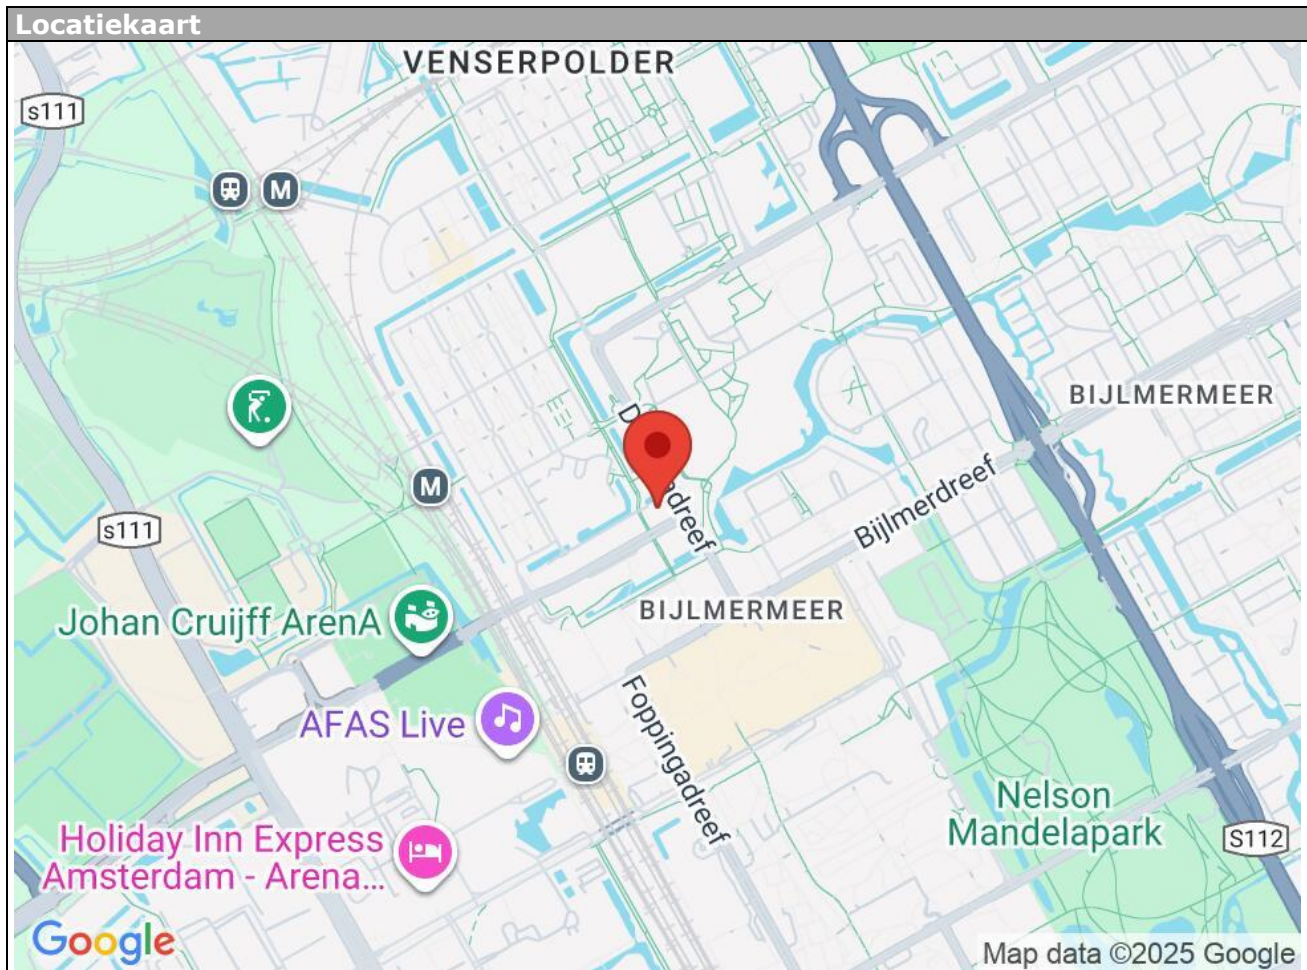 Locatiekaart
VENSERPOLDER
s111
M
BIJLMERMEER
M
Bijlmerdreef
s111
Johan Cruijff ArenA
BIJLMERMEER
AFAS Live
Foppingadreef
Nelson
Mandelapark
Holiday Inn Express
Amsterdam - Arena...
S112
Google
Map data ©2025 Google